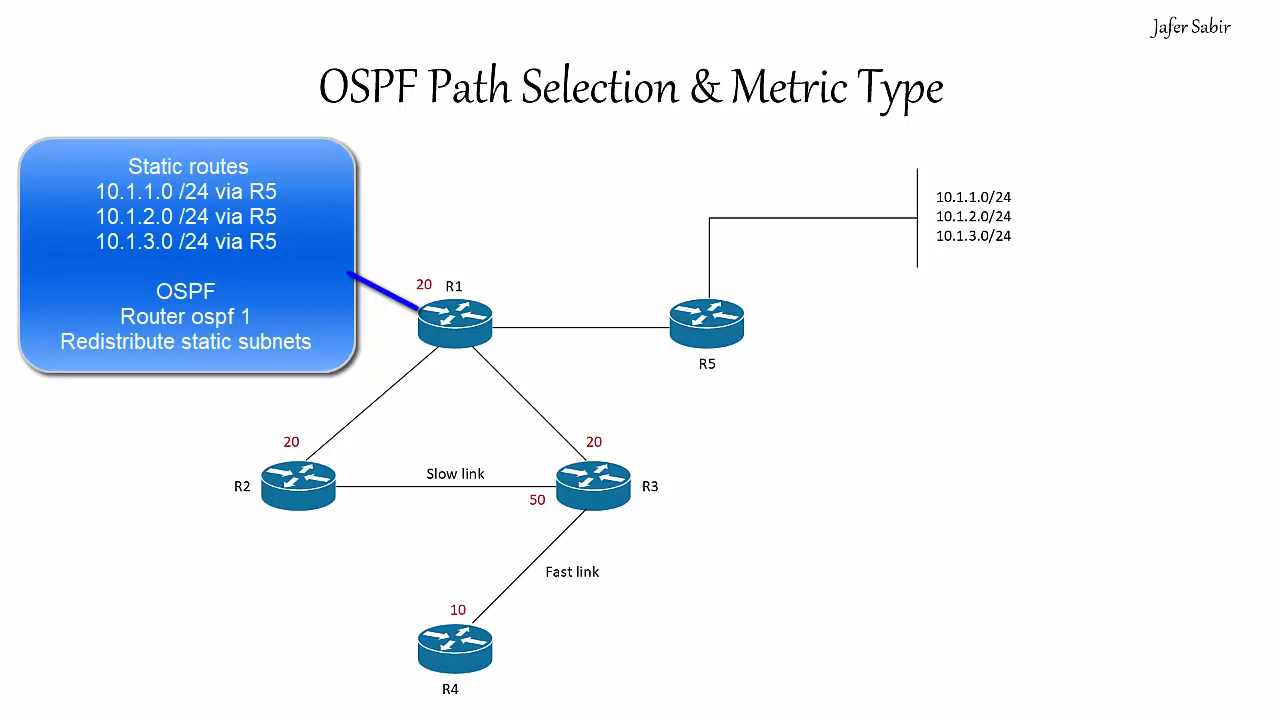 Jafer Sabir
OSPF Path Selection & Metric Type
Static routes
10.1.1.0 /24 via R5
10.1.2.0 /24 via R5
10.1.3.0 /24 via R5
OSPF
Router ospf 1
Redistribute static subnets
10.1.1.0/24
10.1.2.0/24
10.1.3.0/24
20 R1
R5
20
20
R2
Slow link
R3
50
Fast link
10
R4